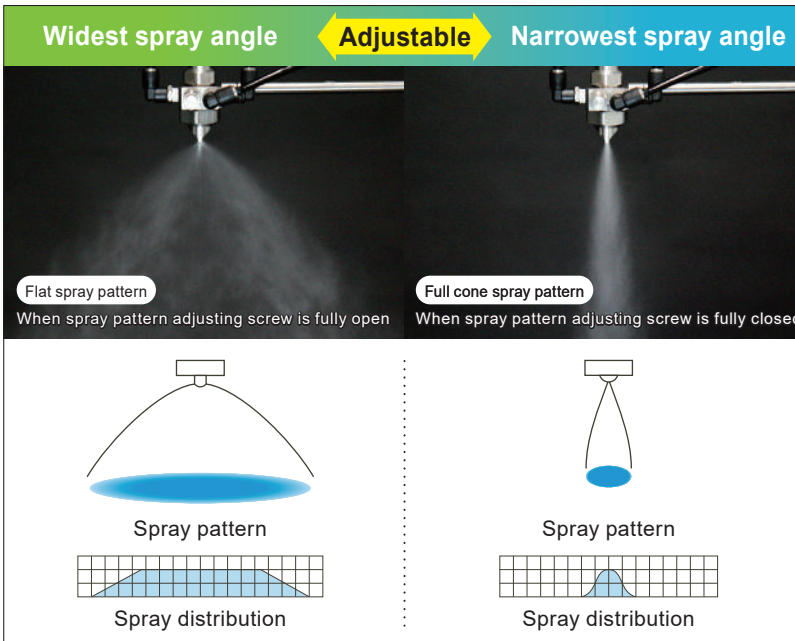 Widest spray angle
Adjustable
Narrowest spray angle
Flat spray pattern
When spray pattern adjusting screw is fully open
Full cone spray pattern
When spray pattern adjusting screw is fully closed
Spray pattern
Spray pattern
Spray distribution
Spray distribution